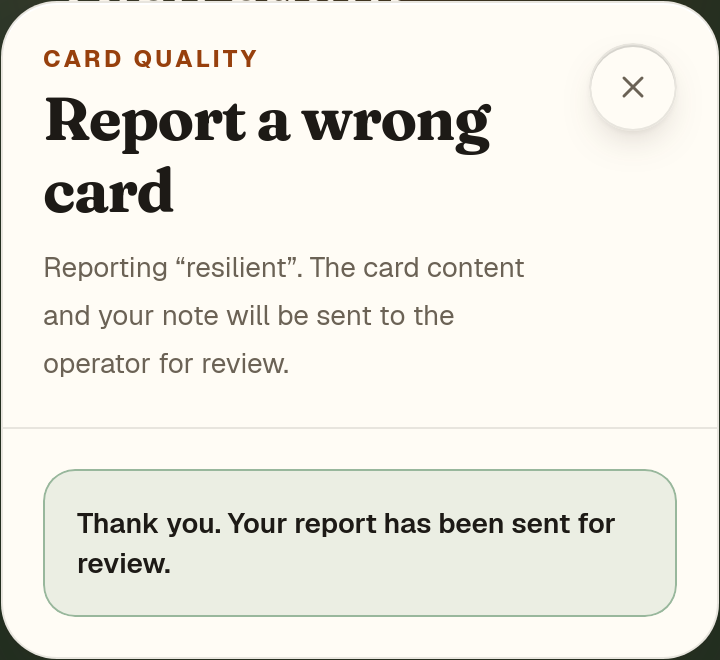 CARD QUALITY
Report a wrong
card
Reporting “resilient”. The card content
and your note will be sent to the
operator for review.
Thank you. Your report has been sent for
review.